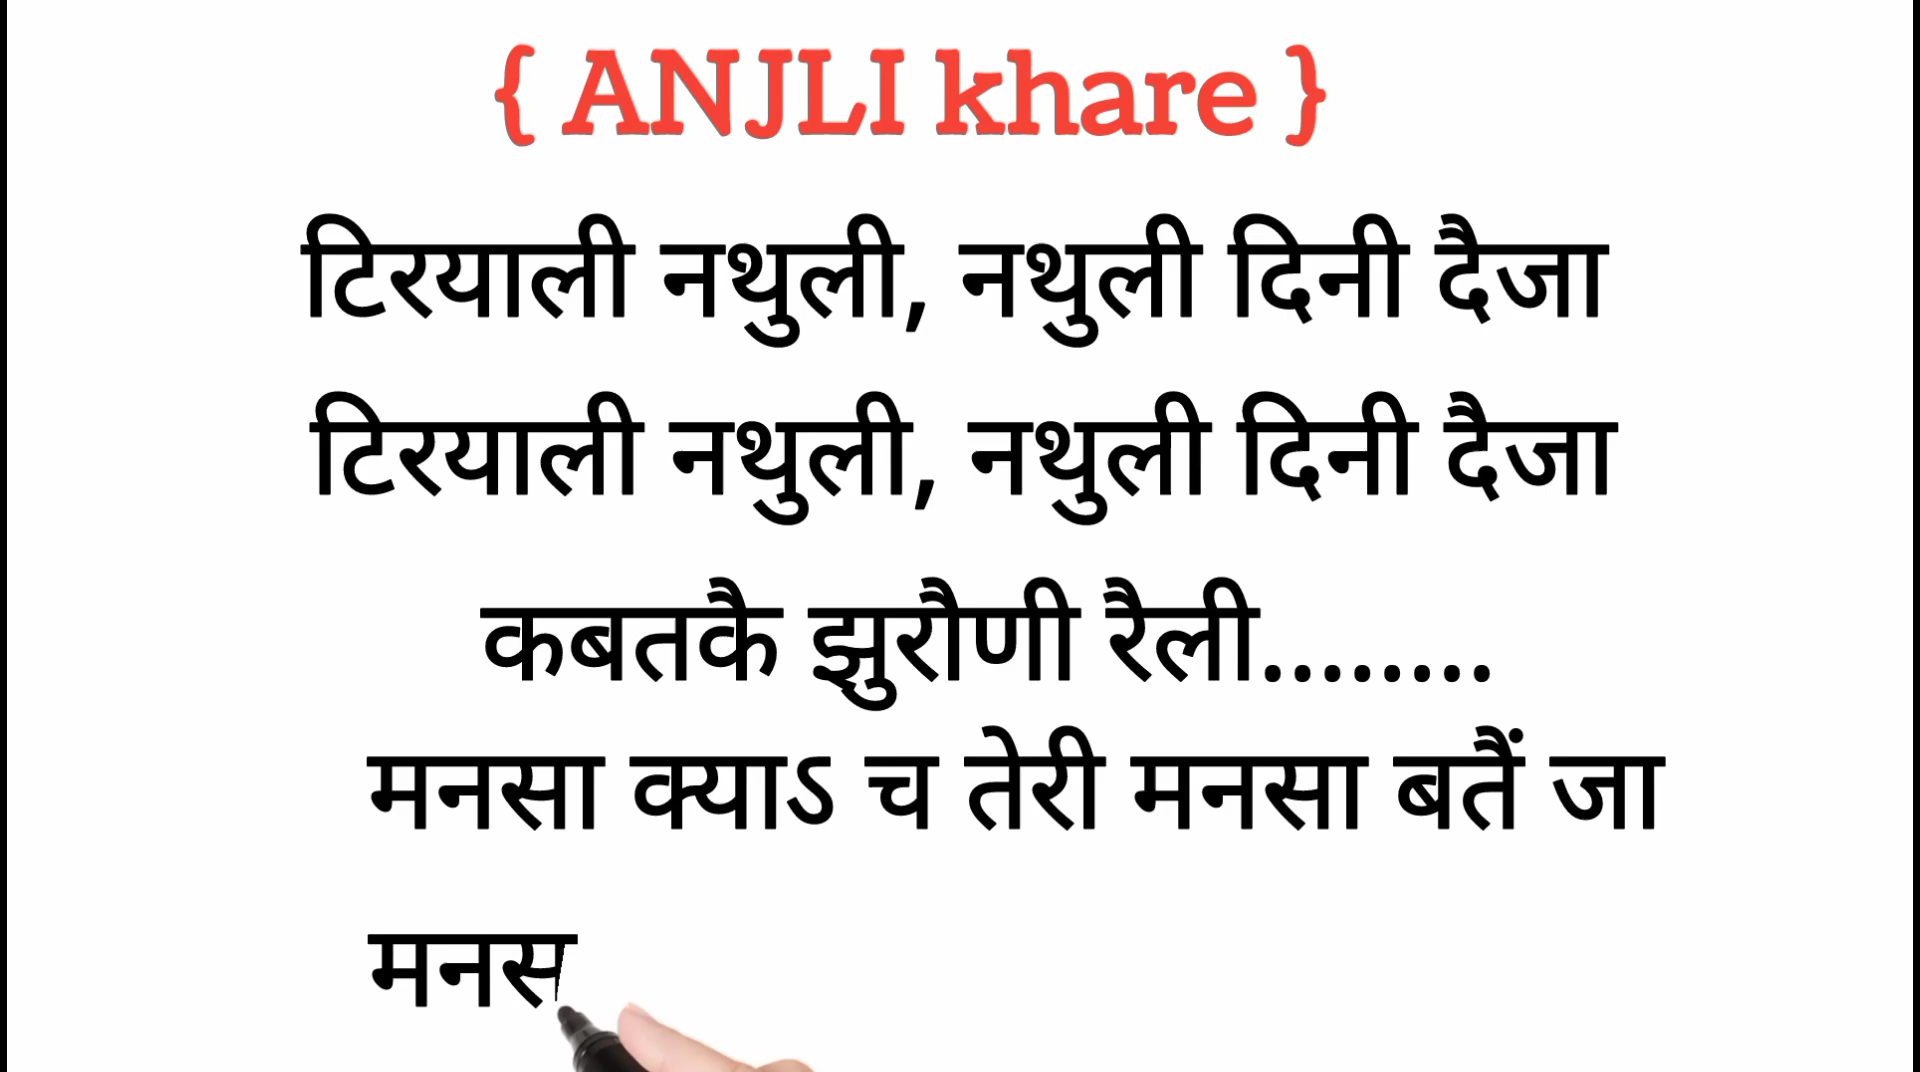 { ANJLI khare }
टिरयाली नथुली, नथुली दिनी दैजा
टिरयाली नथुली, नथुली दिनी दैजा
कबतकै झुरौणी रैली........
मनसा क्याऽ च तेरी मनसा बतैं जा
मनस